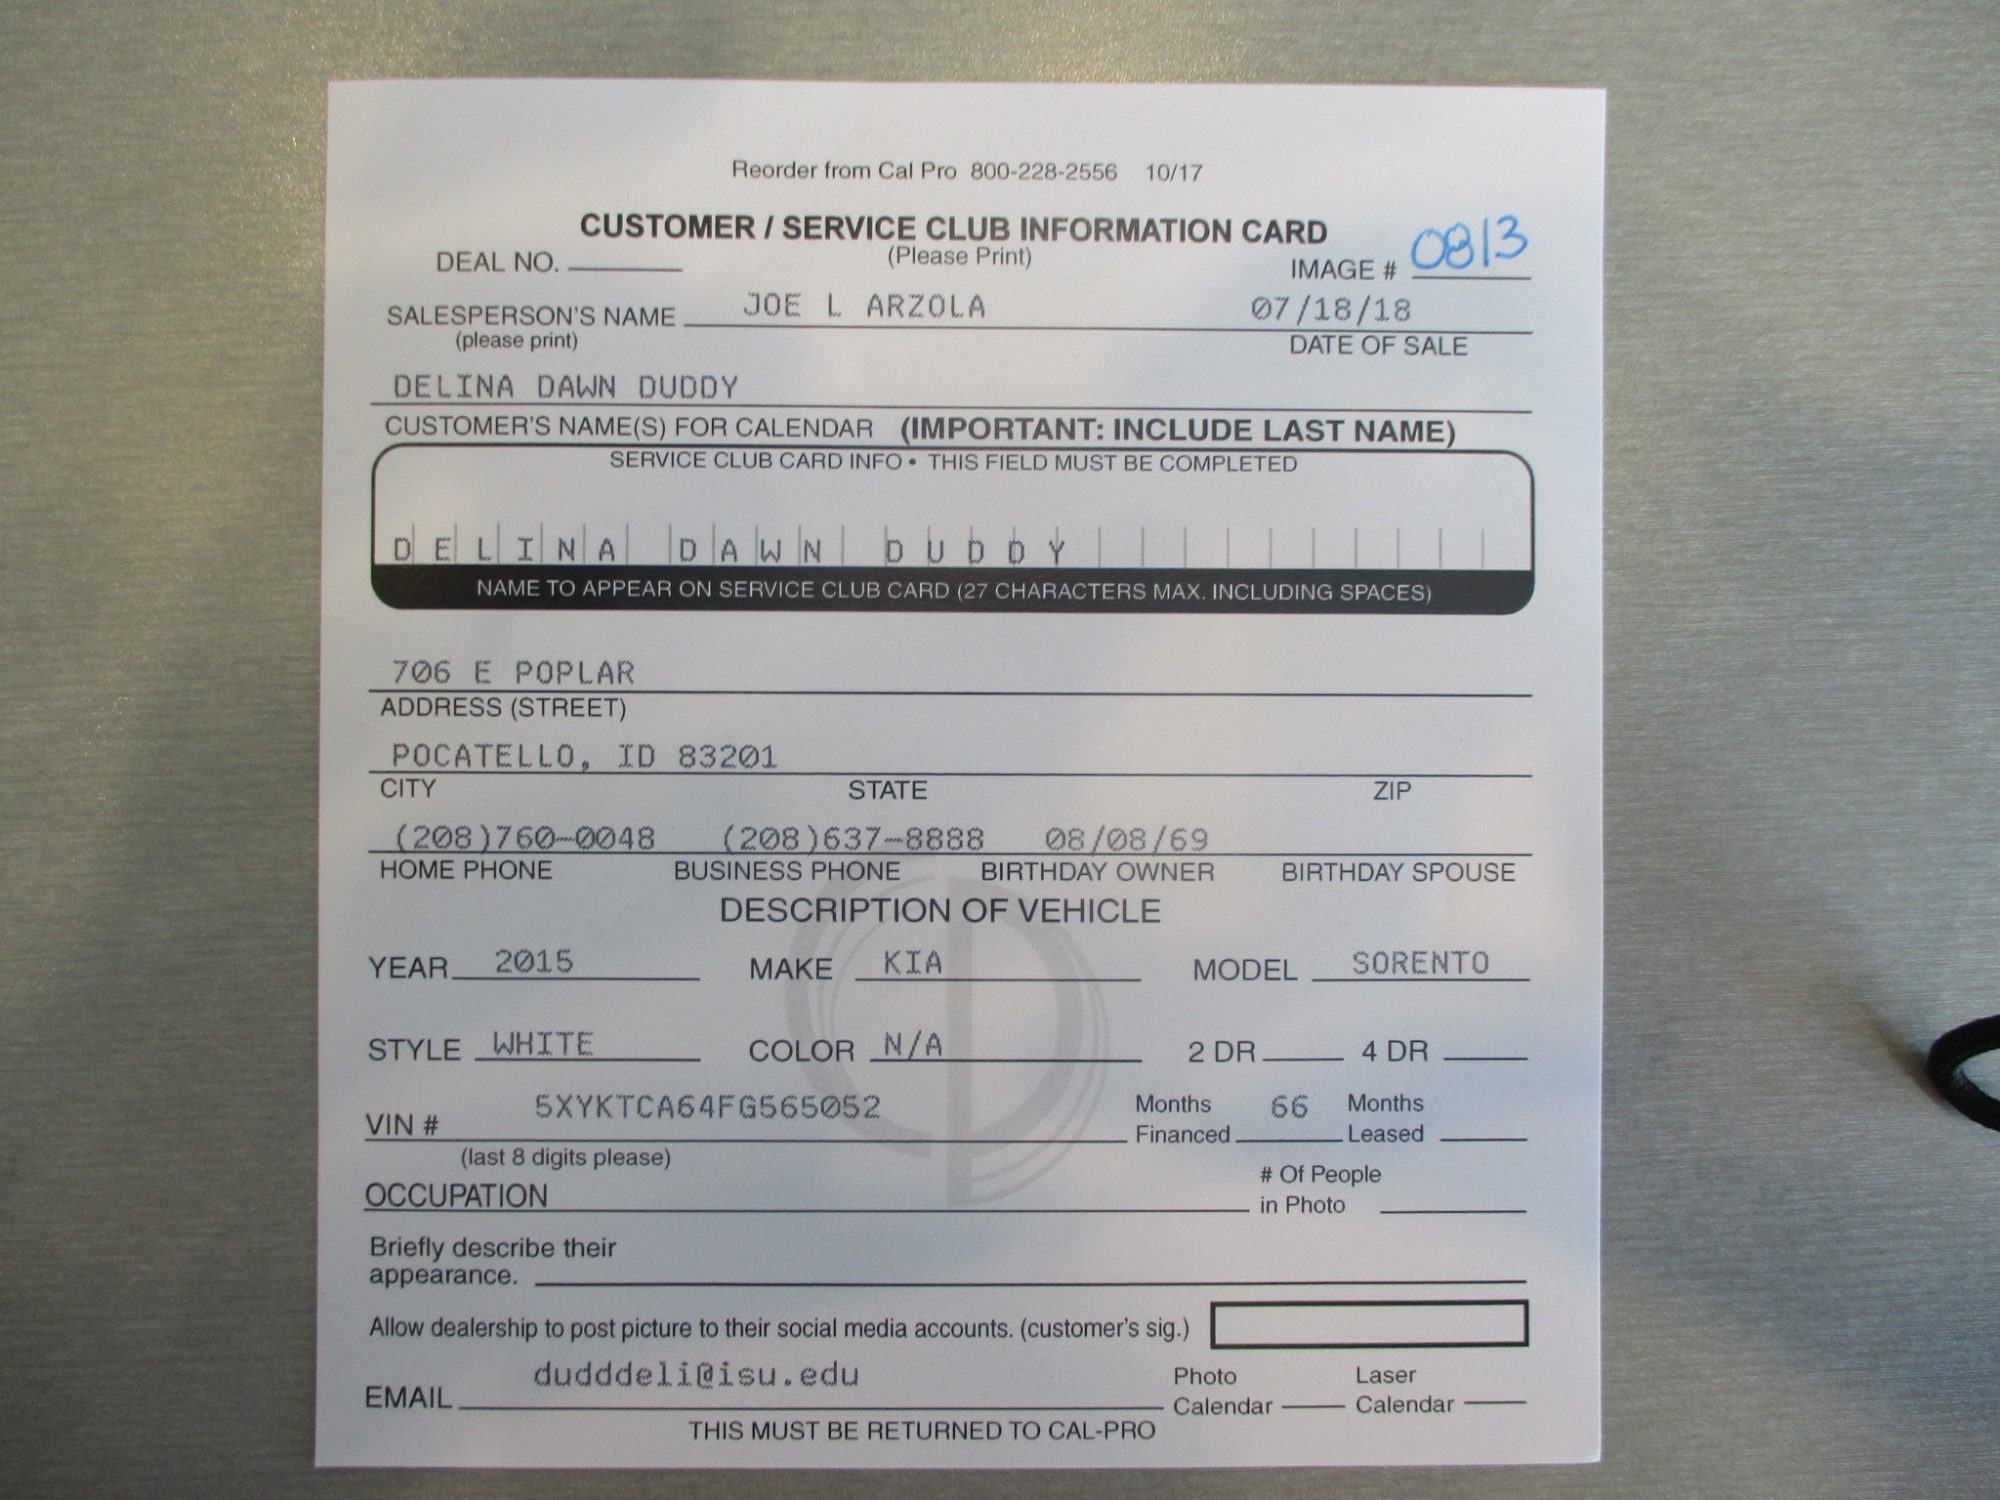 Reorder from Cal Pro 800-228-2556 10/17
CUSTOMER / SERVICE CLUB INFORMATION CARD
(Please Print)
DEAL NO.
IMAGE # 0813
SALESPERSON'S NAME JOE L ARZOLA 07/18/18
(please print) DATE OF SALE
DELINA DAWN DUDDY
CUSTOMER'S NAME(S) FOR CALENDAR (IMPORTANT: INCLUDE LAST NAME)
SERVICE CLUB CARD INFO • THIS FIELD MUST BE COMPLETED
DELINA DAWN DUDDY
NAME TO APPEAR ON SERVICE CLUB CARD (27 CHARACTERS MAX. INCLUDING SPACES)
706 E POPLAR
ADDRESS (STREET)
POCATELLO, ID 83201
CITY STATE ZIP
(208)760-0048 (208)637-8888 08/08/69
HOME PHONE BUSINESS PHONE BIRTHDAY OWNER BIRTHDAY SPOUSE
DESCRIPTION OF VEHICLE
YEAR 2015 MAKE KIA MODEL SORENTO
STYLE WHITE COLOR N/A 2 DR 4 DR
VIN # 5XYKTCA64FG565052 Months Financed 66 Months Leased
(last 8 digits please)
OCCUPATION # Of People in Photo
Briefly describe their
appearance.
Allow dealership to post picture to their social media accounts. (customer's sig.)
EMAIL dudddeli@isu.edu Photo Calendar Laser Calendar
THIS MUST BE RETURNED TO CAL-PRO